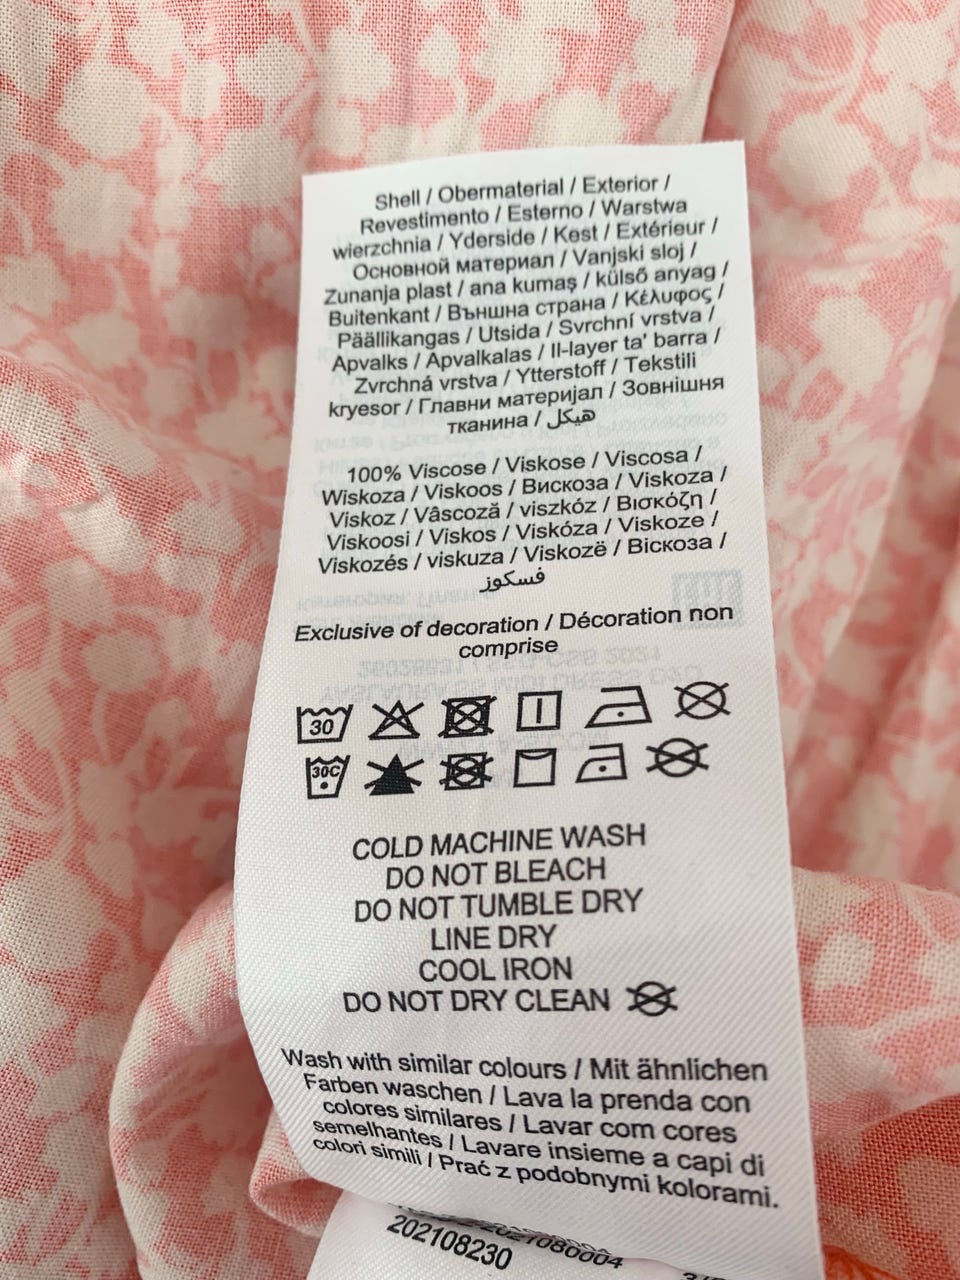 Shell / Obermaterial / Exterior /
Revestimento / Esterno / Warstwa
wierzchnia / Yderside / Kest / Extérieur /
Основной материал / Vanjski sloj /
Zunanja plast / ana kumaş / külső anyag /
Buitenkant / Външна страна / Κέλυφος /
Päällikangas / Utsida / Svrchní vrstva /
Apvalks / Apvalkalas / Il-layer ta' barra /
Zvrchná vrstva / Ytterstoff / Tekstili
kryesor / Главни материјал / Зовнішня
тканина / هيكل
100% Viscose / Viskose / Viscosa /
Wiskoza / Viskoos / Вискоза / Viskoza /
Viskoz / Vâscoză / viszkóz / Βισκόζη /
Viskoosi / Viskos / Viskóza / Viskoze /
Viskozés / viskuza / Viskozë / Віскоза /
فسكوز
Exclusive of decoration / Décoration non
comprise
30
30C
COLD MACHINE WASH
DO NOT BLEACH
DO NOT TUMBLE DRY
LINE DRY
COOL IRON
DO NOT DRY CLEAN
Wash with similar colours / Mit ähnlichen
Farben waschen / Lava la prenda con
colores similares / Lavar com cores
semelhantes / Lavare insieme a capi di
colori simili / Prać z podobnymi kolorami.
202108230